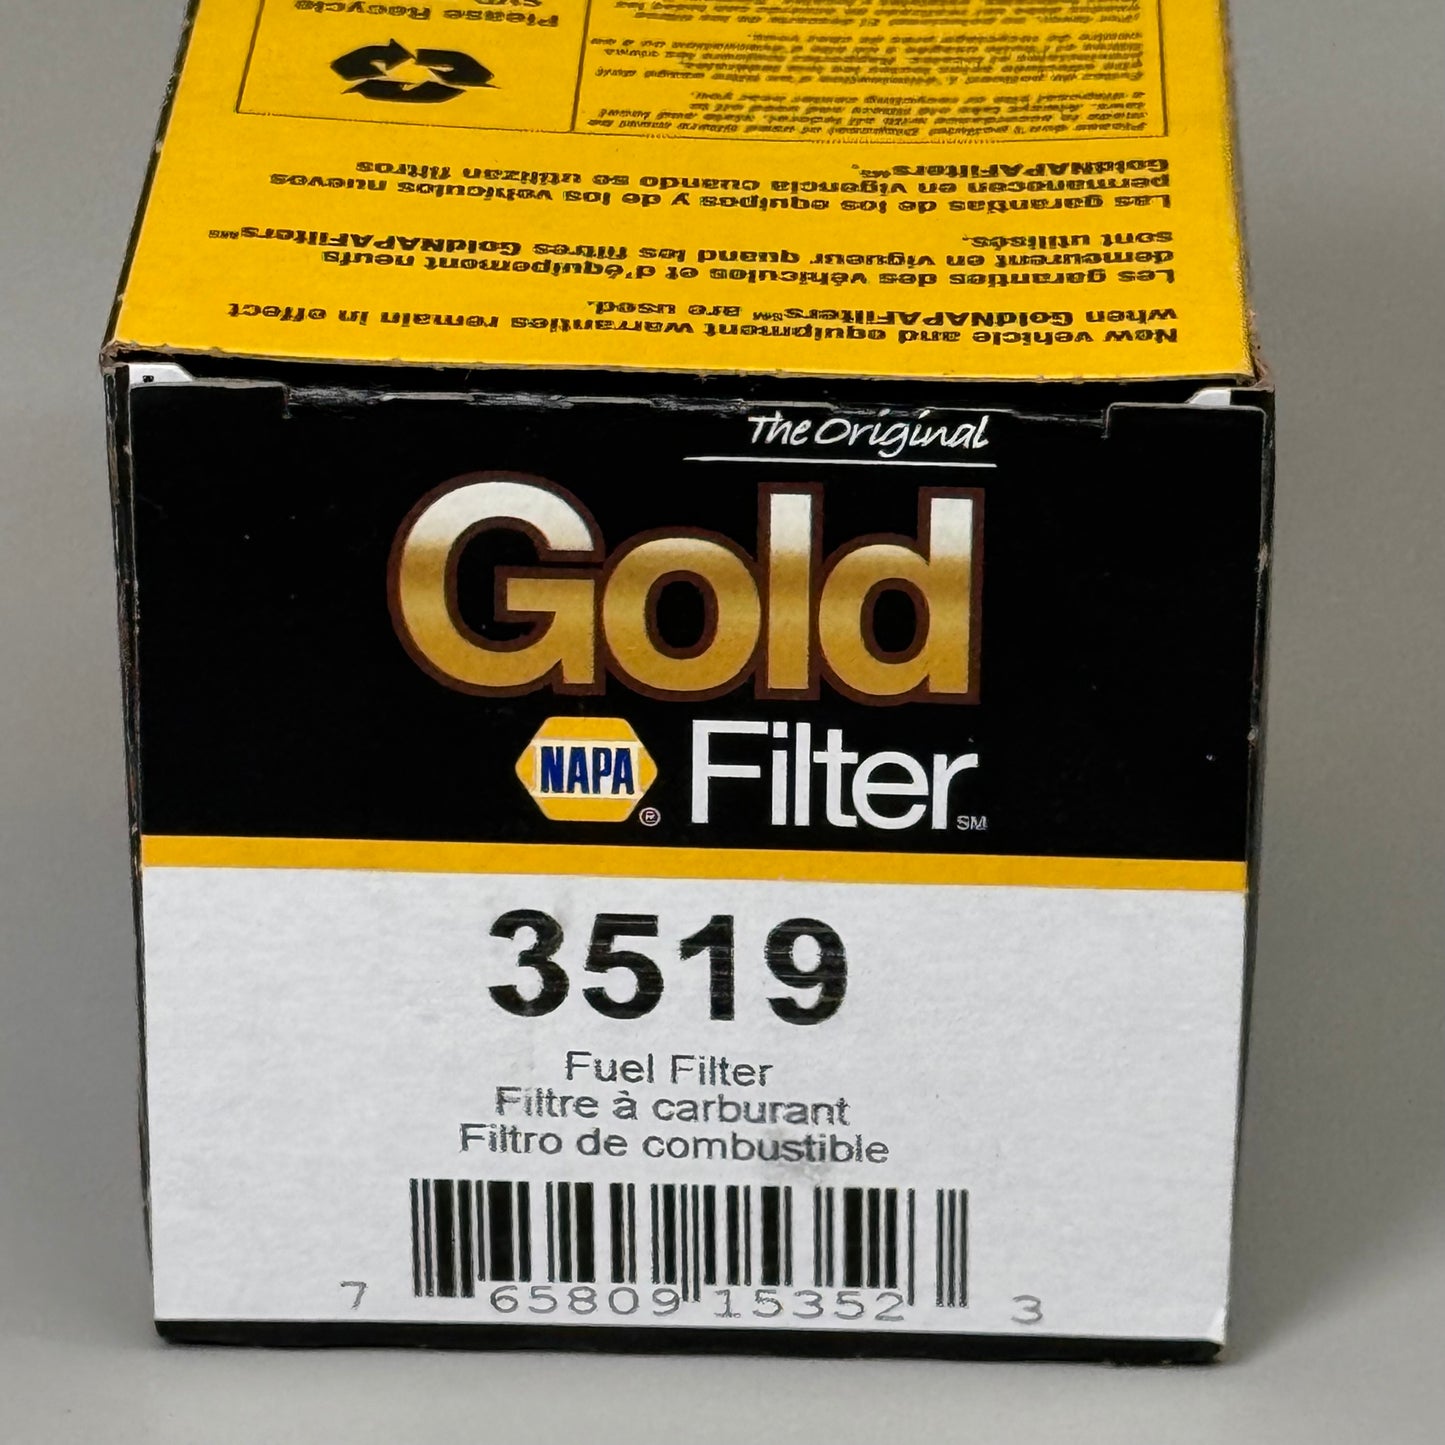 The Original
Gold
NAPA® Filter℠
3519
Fuel Filter
Filtre à carburant
Filtro de combustible
7 65809 15352 3
New vehicle and equipment warranties remain in effect
when GoldNAPAFilters℠ are used.
Les garanties des véhicules et d'équipement neufs
demeurent en vigueur quand les filtres GoldNAPAFilters
sont utilisés.
Las garantías de los equipos y de los vehículos nuevos
permanecen en vigencia cuando se utilizan filtros
GoldNAPAFilters℠.
Please Recycle